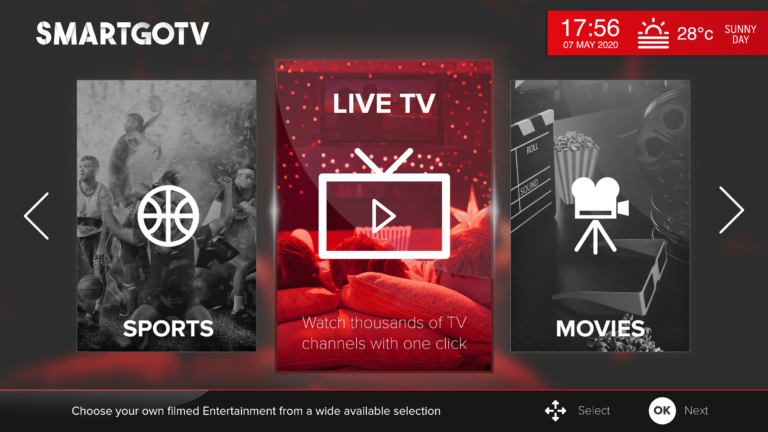 SMARTGOTV
17:56
07 MAY 2020
28°c
SUNNY
DAY
LIVE TV
ROLL
SOUND
SPORTS
Watch thousands of TV
channels with one click
MOVIES
Choose your own filmed Entertainment from a wide available selection
Select
OK
Next